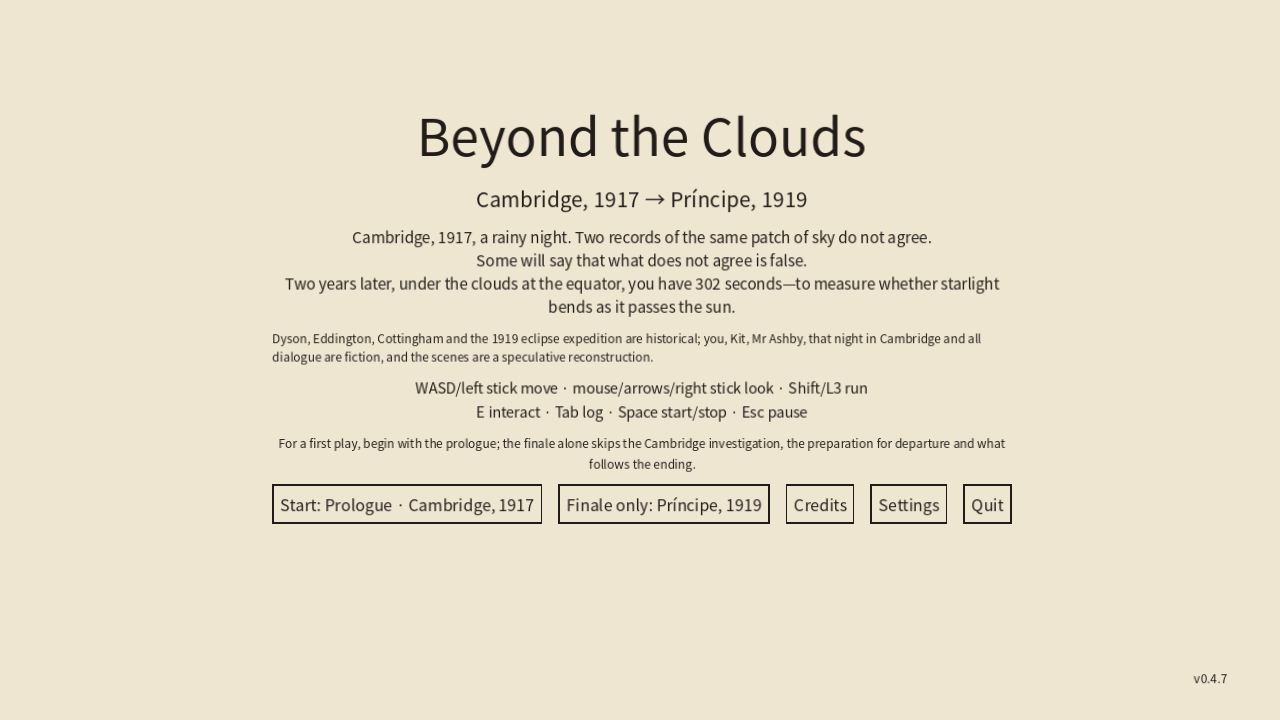 Beyond the Clouds
Cambridge, 1917 → Príncipe, 1919
Cambridge, 1917, a rainy night. Two records of the same patch of sky do not agree.
Some will say that what does not agree is false.
Two years later, under the clouds at the equator, you have 302 seconds—to measure whether starlight
bends as it passes the sun.
Dyson, Eddington, Cottingham and the 1919 eclipse expedition are historical; you, Kit, Mr Ashby, that night in Cambridge and all
dialogue are fiction, and the scenes are a speculative reconstruction.
WASD/left stick move · mouse/arrows/right stick look · Shift/L3 run
E interact · Tab log · Space start/stop · Esc pause
For a first play, begin with the prologue; the finale alone skips the Cambridge investigation, the preparation for departure and what
follows the ending.
Start: Prologue · Cambridge, 1917 Finale only: Príncipe, 1919 Credits Settings Quit
v0.4.7